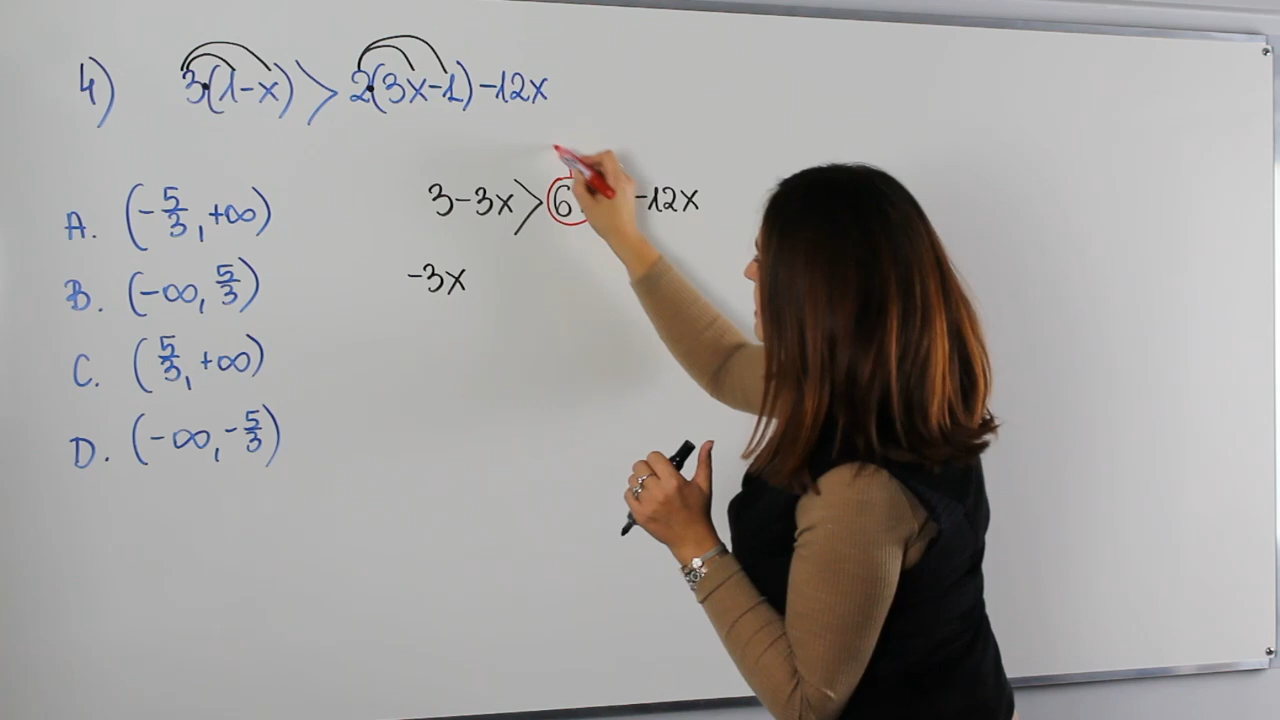 4) 3·(1-x) > 2·(3x-1)-12x
3-3x > 6 -12x
-3x
A. (-5/3, +∞)
B. (-∞, 5/3)
C. (5/3, +∞)
D. (-∞, -5/3)